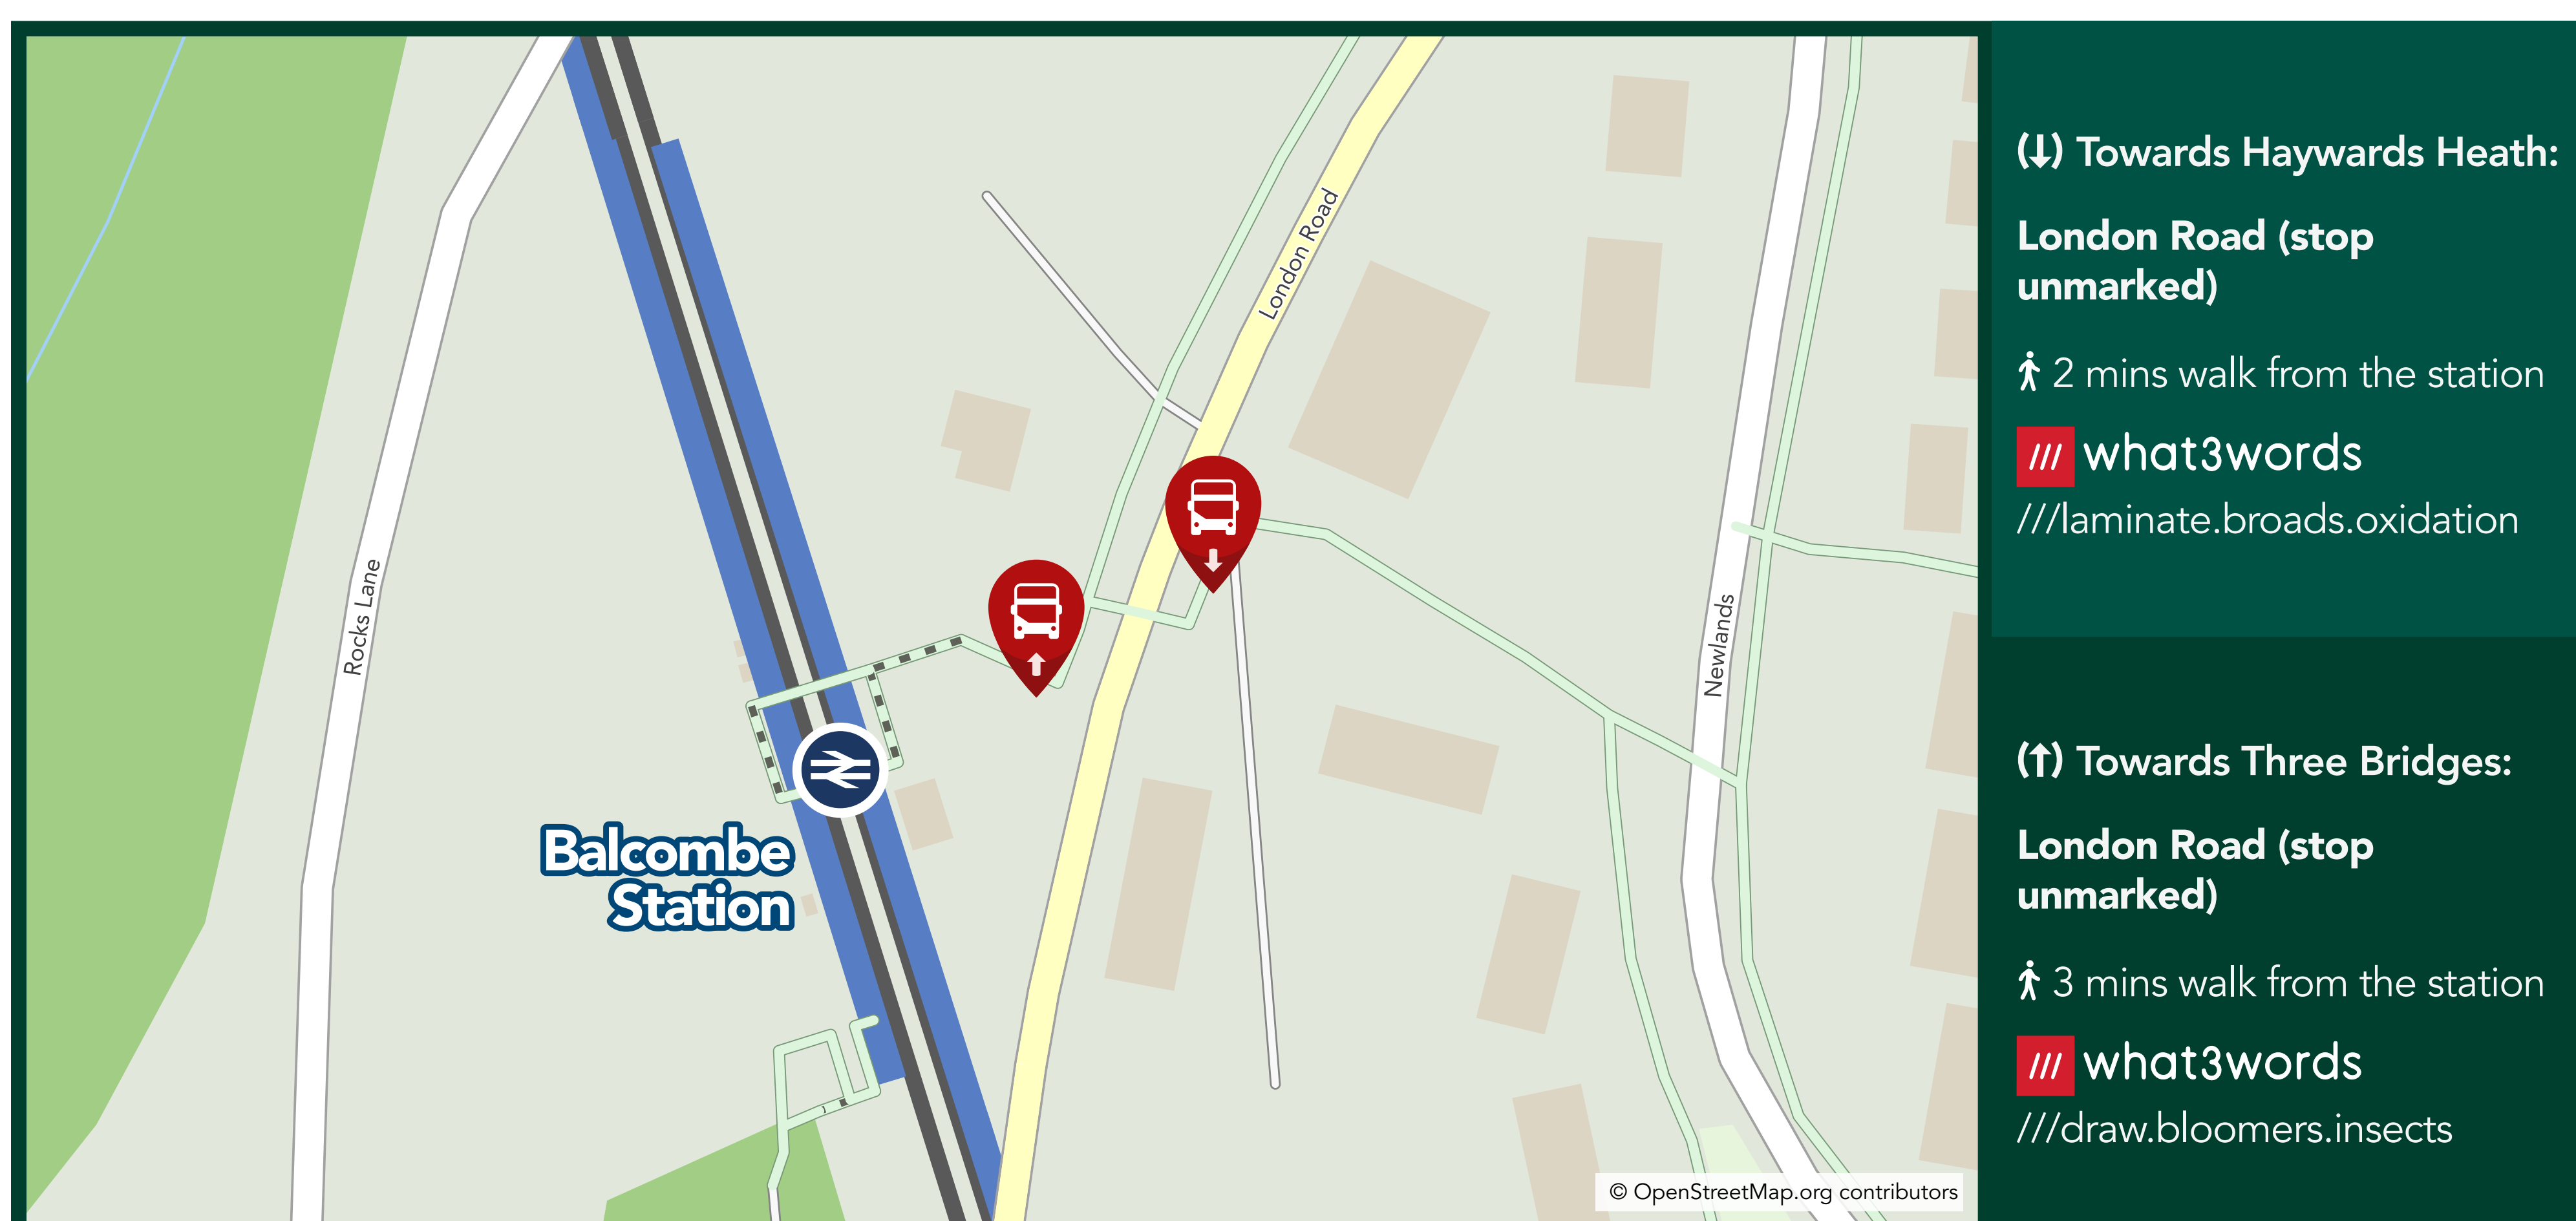 London Road
Rocks Lane
Newlands
Balcombe
Station
© OpenStreetMap.org contributors
(↓) Towards Haywards Heath:
London Road (stop
unmarked)
2 mins walk from the station
/// what3words
///laminate.broads.oxidation
(↑) Towards Three Bridges:
London Road (stop
unmarked)
3 mins walk from the station
/// what3words
///draw.bloomers.insects